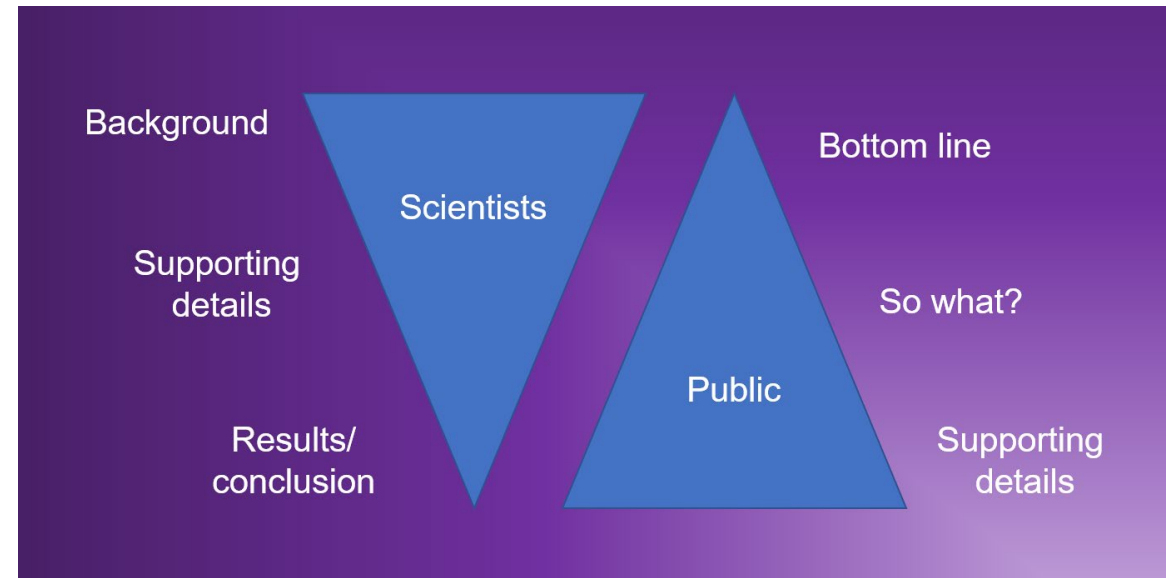 Background
Scientists
Supporting
details
Results/
conclusion
Bottom line
So what?
Public
Supporting
details